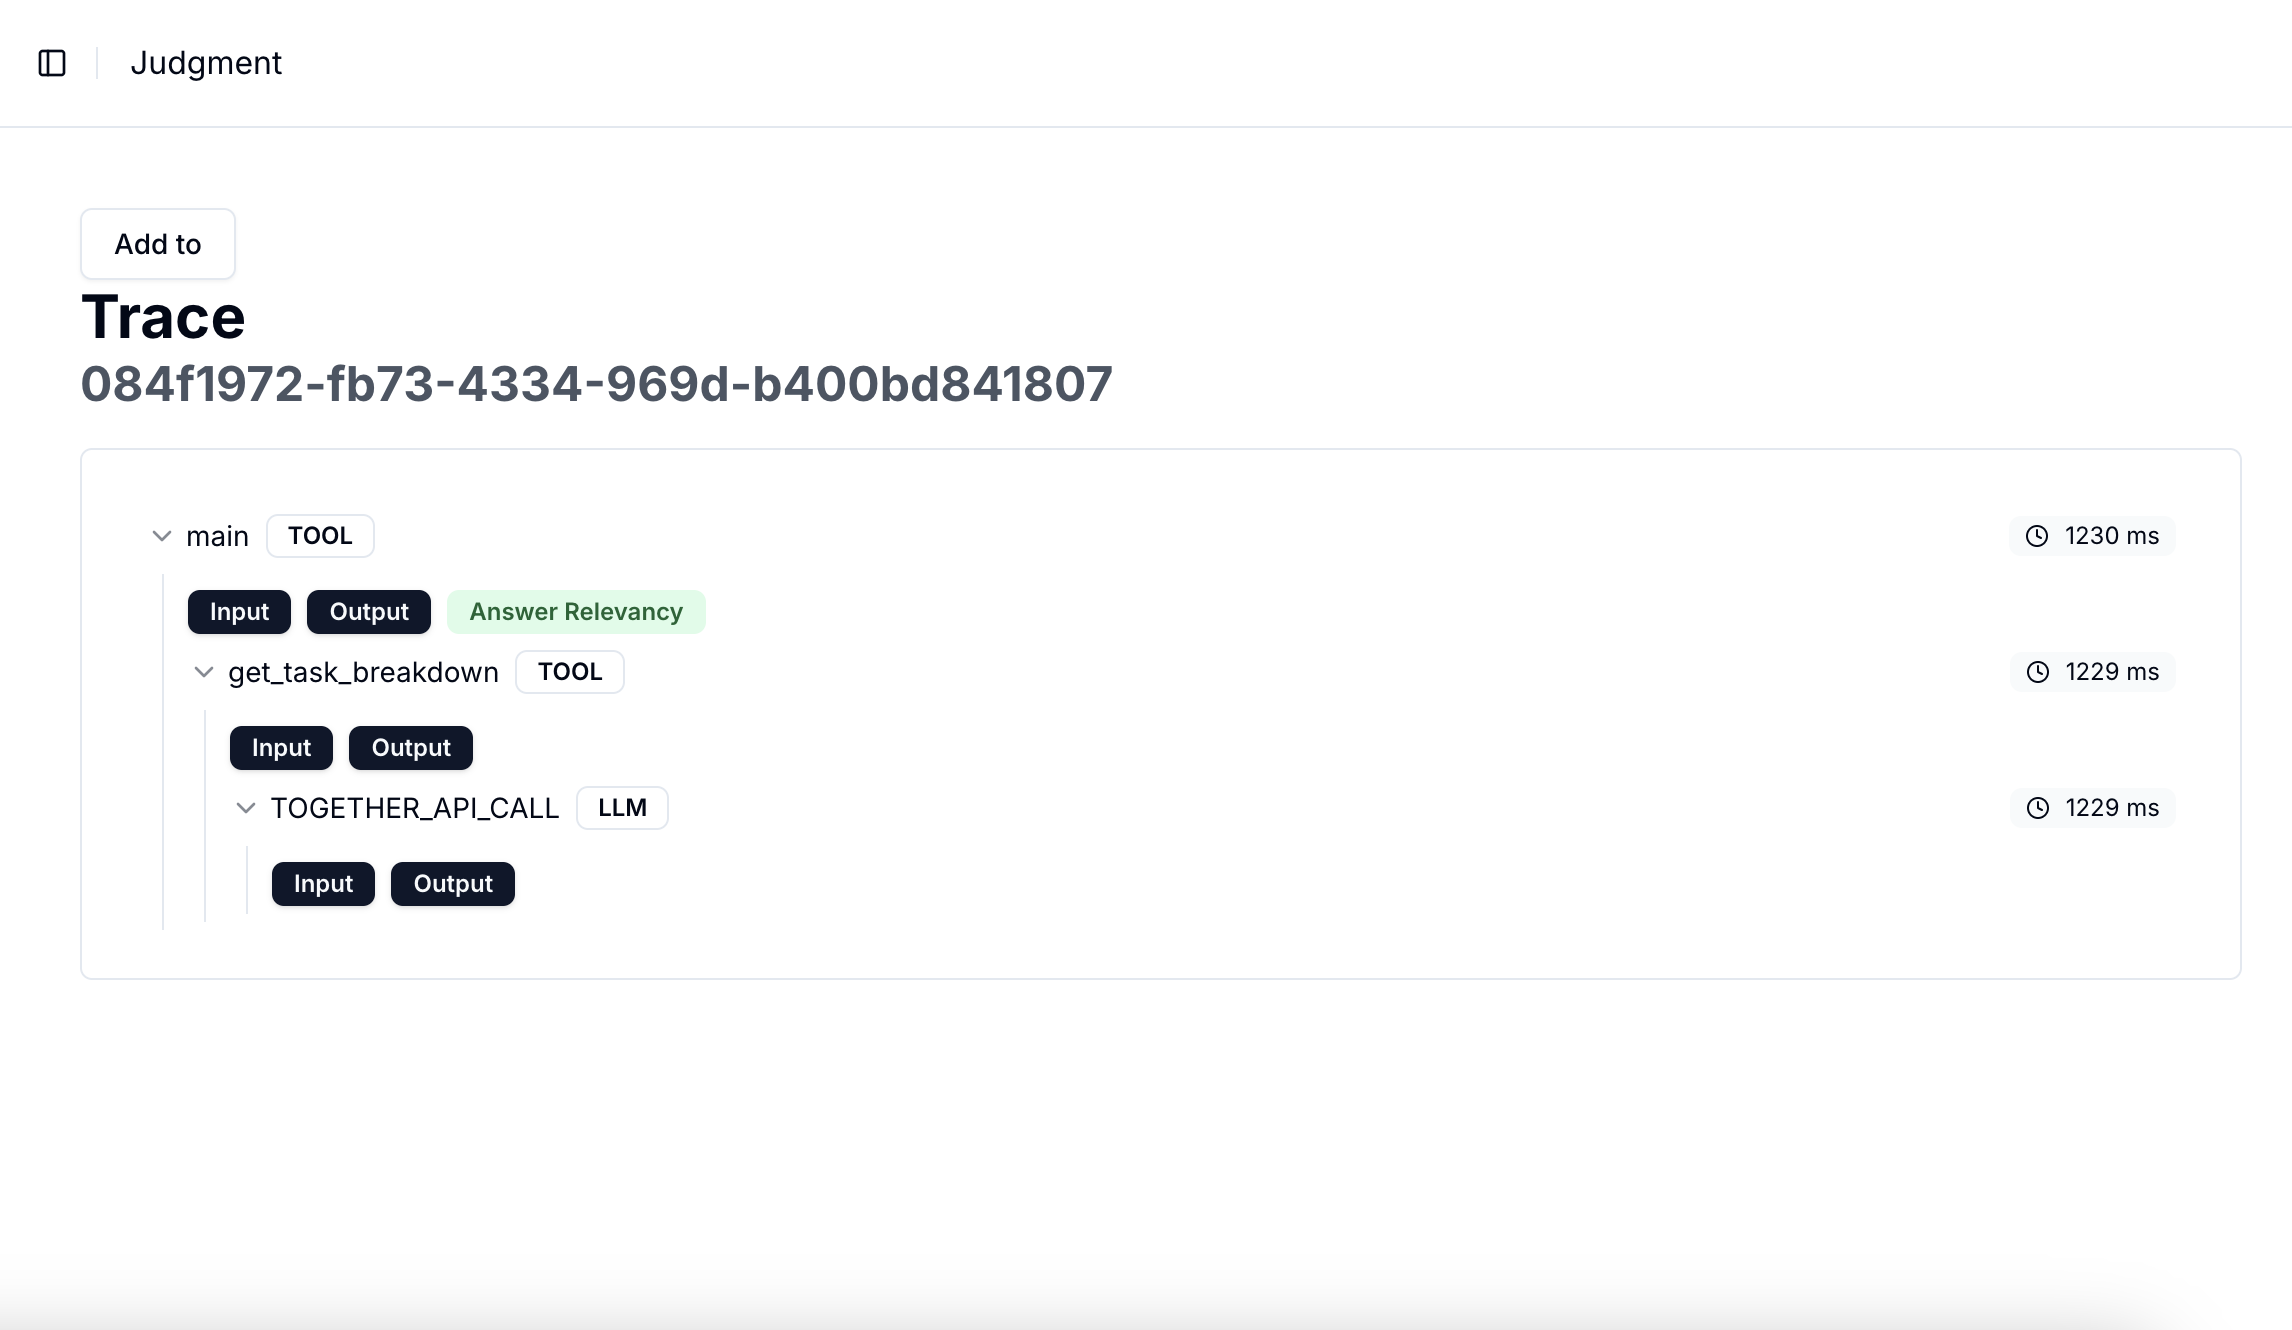 Judgment
Add to
Trace
084f1972-fb73-4334-969d-b400bd841807
main TOOL 1230 ms
Input Output Answer Relevancy
get_task_breakdown TOOL 1229 ms
Input Output
TOGETHER_API_CALL LLM 1229 ms
Input Output